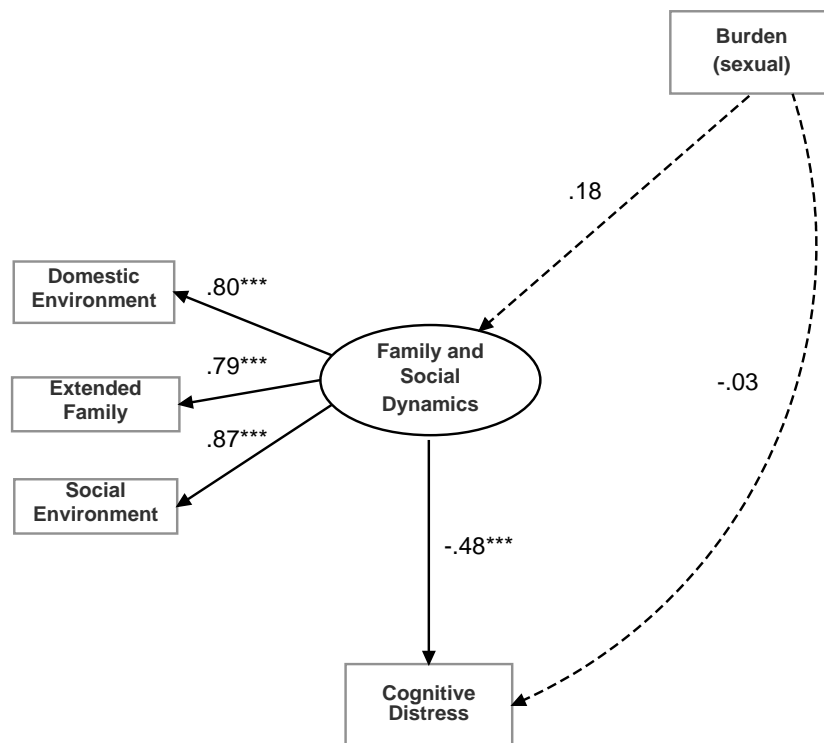 Burden
(sexual)
.18
Domestic
Environment
.80***
Family and
Social
Dynamics
Extended
Family
.79***
-.03
.87***
Social
Environment
-.48***
Cognitive
Distress